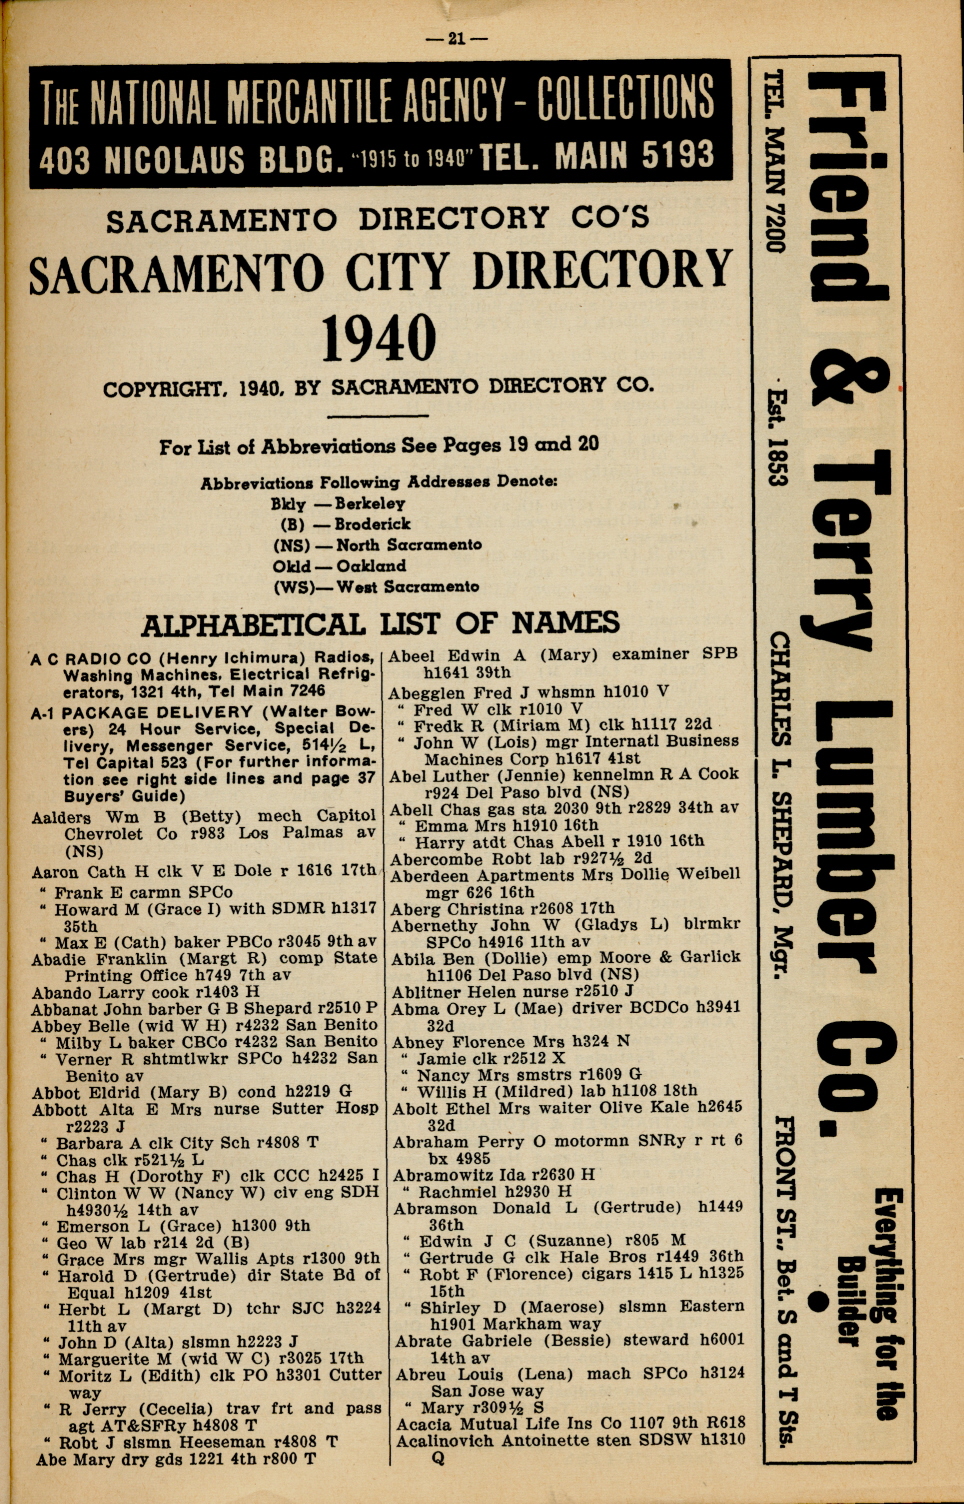 — 21 —
THE NATIONAL MERCANTILE AGENCY - COLLECTIONS
403 NICOLAUS BLDG. "1915 to 1940" TEL. MAIN 5193
SACRAMENTO DIRECTORY CO'S
SACRAMENTO CITY DIRECTORY
1940
COPYRIGHT, 1940, BY SACRAMENTO DIRECTORY CO.
For List of Abbreviations See Pages 19 and 20
Abbreviations Following Addresses Denote:
Bkly — Berkeley
(B) — Broderick
(NS) — North Sacramento
Okld — Oakland
(WS) — West Sacramento
ALPHABETICAL LIST OF NAMES
A C RADIO CO (Henry Ichimura) Radios,
Washing Machines, Electrical Refrig-
erators, 1321 4th, Tel Main 7246
A-1 PACKAGE DELIVERY (Walter Bow-
ers) 24 Hour Service, Special De-
livery, Messenger Service, 514½ L,
Tel Capital 523 (For further informa-
tion see right side lines and page 37
Buyers' Guide)
Aalders Wm B (Betty) mech Capitol
Chevrolet Co r983 Los Palmas av
(NS)
Aaron Cath H clk V E Dole r 1616 17th
" Frank E carmn SPCo
" Howard M (Grace I) with SDMR h1317
35th
" Max E (Cath) baker PBCo r3045 9th av
Abadie Franklin (Margt R) comp State
Printing Office h749 7th av
Abando Larry cook r1403 H
Abbanat John barber G B Shepard r2510 P
Abbey Belle (wid W H) r4232 San Benito
" Milby L baker CBCo r4232 San Benito
" Verner R shtmtlwkr SPCo h4232 San
Benito av
Abbot Eldrid (Mary B) cond h2219 G
Abbott Alta E Mrs nurse Sutter Hosp
r2223 J
" Barbara A clk City Sch r4808 T
" Chas clk r521½ L
" Chas H (Dorothy F) clk CCC h2425 I
" Clinton W W (Nancy W) civ eng SDH
h4930½ 14th av
" Emerson L (Grace) h1300 9th
" Geo W lab r214 2d (B)
" Grace Mrs mgr Wallis Apts r1300 9th
" Harold D (Gertrude) dir State Bd of
Equal h1209 41st
" Herbt L (Margt D) tchr SJC h3224
11th av
" John D (Alta) slsmn h2223 J
" Marguerite M (wid W C) r3025 17th
" Moritz L (Edith) clk PO h3301 Cutter
way
" R Jerry (Cecelia) trav frt and pass
agt AT&SFRy h4808 T
" Robt J slsmn Heeseman r4808 T
Abe Mary dry gds 1221 4th r800 T
Abeel Edwin A (Mary) examiner SPB
h1641 39th
Abegglen Fred J whsmn h1010 V
" Fred W clk r1010 V
" Fredk R (Miriam M) clk h1117 22d
" John W (Lois) mgr Internatl Business
Machines Corp h1617 41st
Abel Luther (Jennie) kennelmn R A Cook
r924 Del Paso blvd (NS)
Abell Chas gas sta 2030 9th r2829 34th av
" Emma Mrs h1910 16th
" Harry atdt Chas Abell r 1910 16th
Abercombe Robt lab r927½ 2d
Aberdeen Apartments Mrs Dollie Weibell
mgr 626 16th
Aberg Christina r2608 17th
Abernethy John W (Gladys L) blrmkr
SPCo h4916 11th av
Abila Ben (Dollie) emp Moore & Garlick
h1106 Del Paso blvd (NS)
Ablitner Helen nurse r2510 J
Abma Orey L (Mae) driver BCDCo h3941
32d
Abney Florence Mrs h324 N
" Jamie clk r2512 X
" Nancy Mrs smstrs r1609 G
" Willis H (Mildred) lab h1108 18th
Abolt Ethel Mrs waiter Olive Kale h2645
32d
Abraham Perry O motormn SNRy r rt 6
bx 4985
Abramowitz Ida r2630 H
" Rachmiel h2930 H
Abramson Donald L (Gertrude) h1449
36th
" Edwin J C (Suzanne) r805 M
" Gertrude G clk Hale Bros r1449 36th
" Robt F (Florence) cigars 1415 L h1325
15th
" Shirley D (Maerose) slsmn Eastern
h1901 Markham way
Abrate Gabriele (Bessie) steward h6001
14th av
Abreu Louis (Lena) mach SPCo h3124
San Jose way
" Mary r309½ S
Acacia Mutual Life Ins Co 1107 9th R618
Acalinovich Antoinette sten SDSW h1310
Q
Friend & Terry Lumber Co.
Everything for the
Builder
TEL. MAIN 7200
Est. 1853
CHARLES L. SHEPARD, Mgr.
FRONT ST., Bet. S and T Sts.